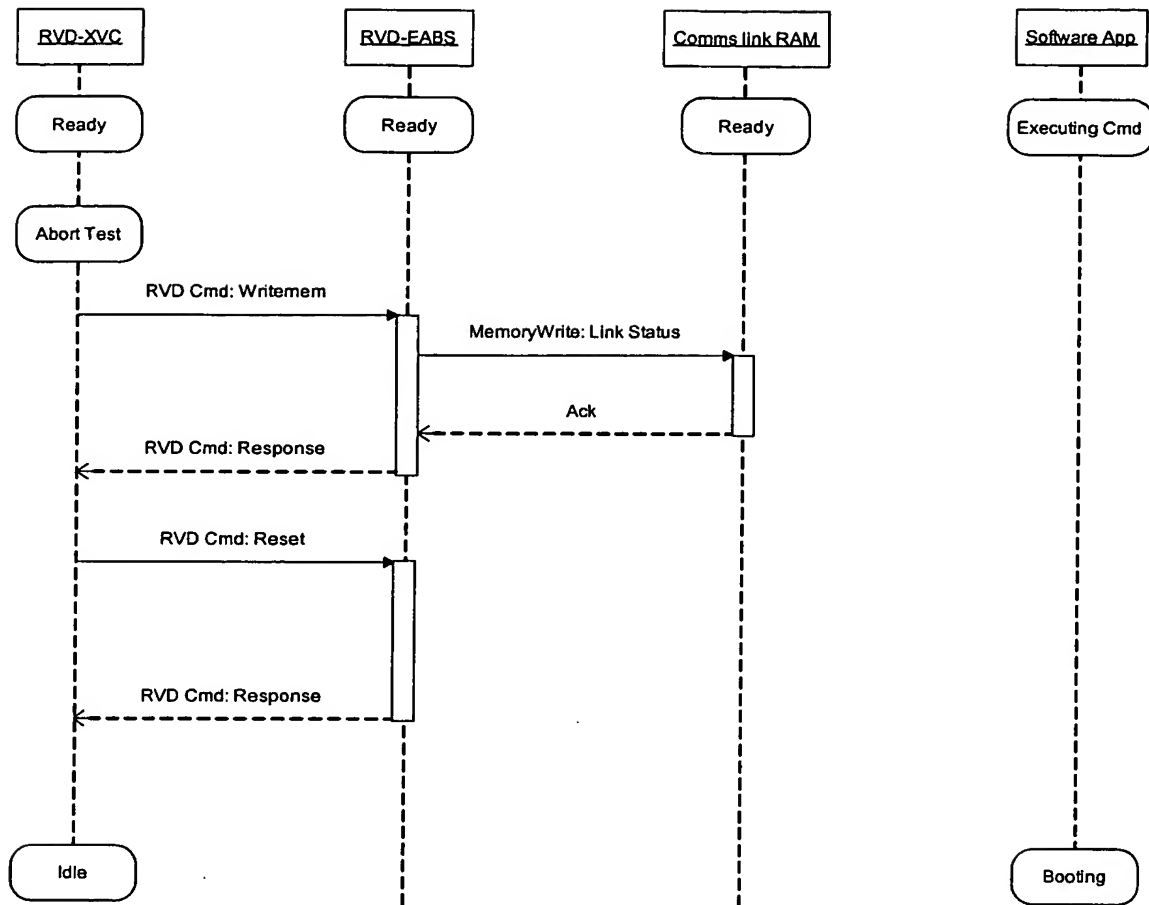 RVD-XVC
RVD-EABS
Comms link RAM
Software App
Ready
Ready
Ready
Executing Cmd
Abort Test
RVD Cmd: Writemem
MemoryWrite: Link Status
Ack
RVD Cmd: Response
RVD Cmd: Reset
RVD Cmd: Response
Idle
Booting